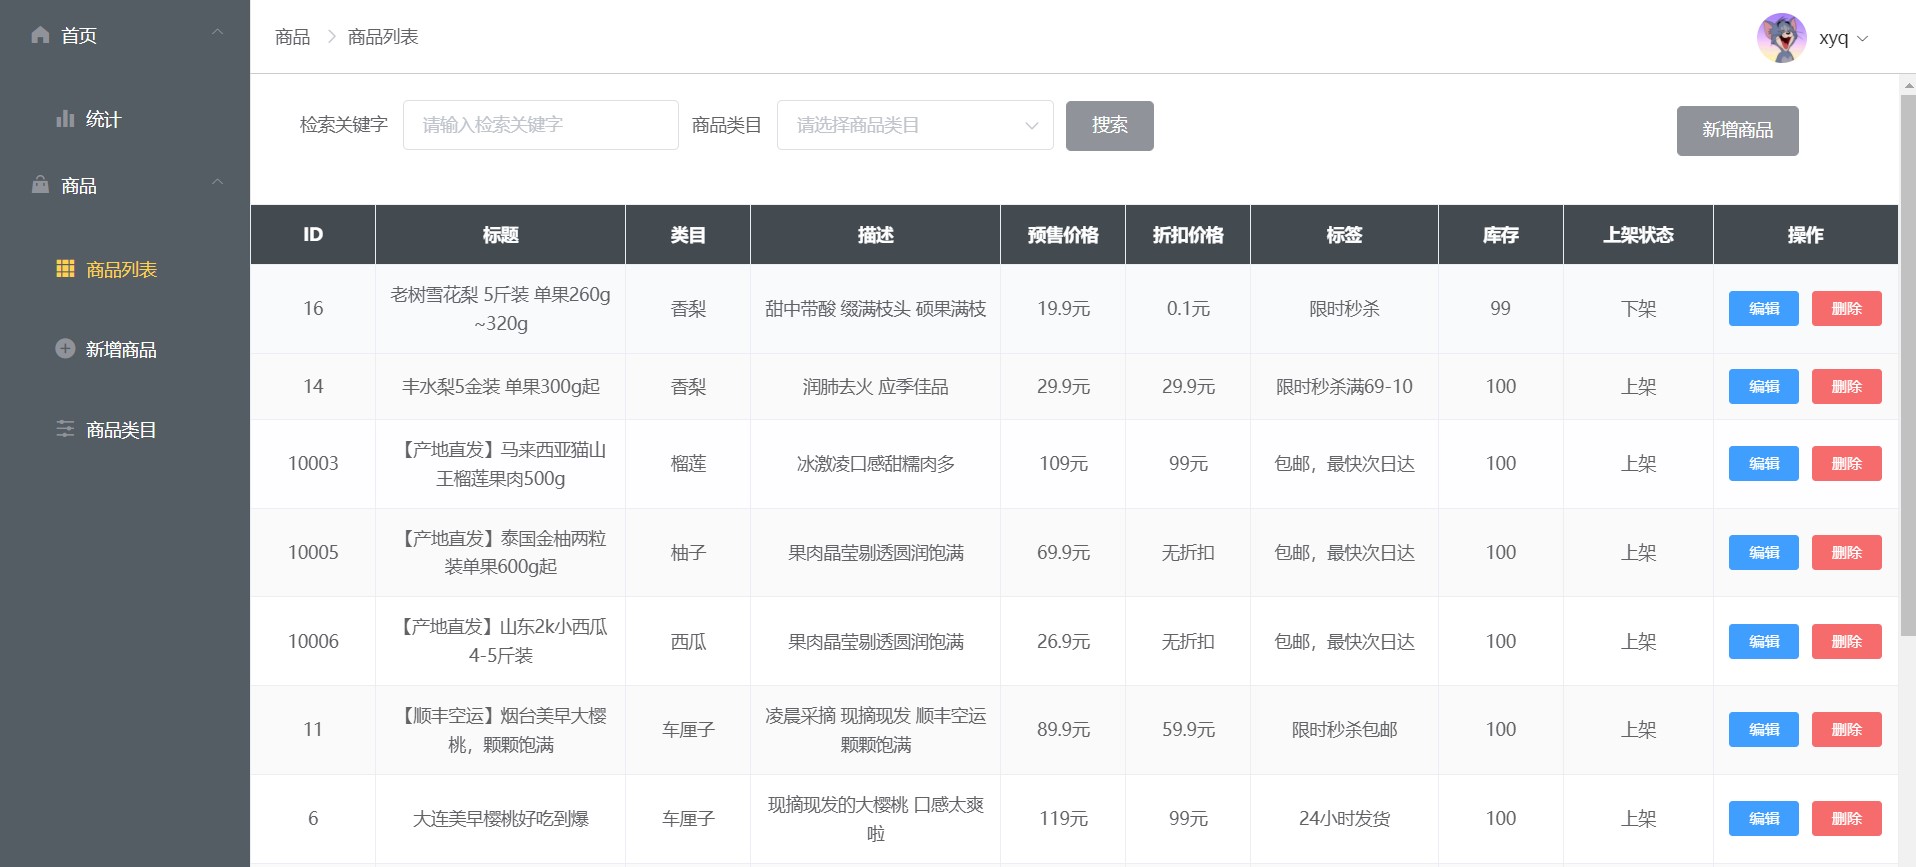 首页
统计
商品
商品列表
新增商品
商品类目
商品 商品列表
xyq
检索关键字 请输入检索关键字 商品类目 请选择商品类目 搜索
新增商品
ID 标题 类目 描述 预售价格 折扣价格 标签 库存 上架状态 操作
16 老树雪花梨 5斤装 单果260g
~320g 香梨 甜中带酸 缀满枝头 硕果满枝 19.9元 0.1元 限时秒杀 99 下架 编辑 删除
14 丰水梨5金装 单果300g起 香梨 润肺去火 应季佳品 29.9元 29.9元 限时秒杀满69-10 100 上架 编辑 删除
10003 【产地直发】马来西亚猫山
王榴莲果肉500g 榴莲 冰激凌口感甜糯肉多 109元 99元 包邮，最快次日达 100 上架 编辑 删除
10005 【产地直发】泰国金柚两粒
装单果600g起 柚子 果肉晶莹剔透圆润饱满 69.9元 无折扣 包邮，最快次日达 100 上架 编辑 删除
10006 【产地直发】山东2k小西瓜
4-5斤装 西瓜 果肉晶莹剔透圆润饱满 26.9元 无折扣 包邮，最快次日达 100 上架 编辑 删除
11 【顺丰空运】烟台美早大樱
桃，颗颗饱满 车厘子 凌晨采摘 现摘现发 顺丰空运
颗颗饱满 89.9元 59.9元 限时秒杀包邮 100 上架 编辑 删除
6 大连美早樱桃好吃到爆 车厘子 现摘现发的大樱桃 口感太爽
啦 119元 99元 24小时发货 100 上架 编辑 删除